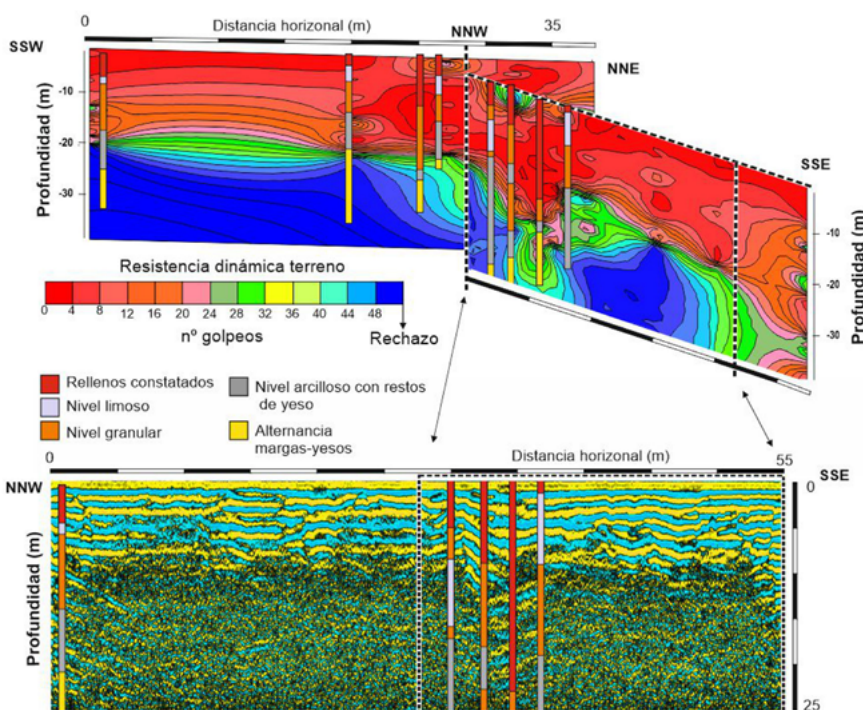 0
Distancia horizonal (m)
35
NNW
SSW
NNE
SSE
Profundidad (m)
-10
-20
-30
Profundidad (m)
-10
-20
-30
Resistencia dinámica terreno
0 4 8 12 16 20 24 28 32 36 40 44 48
nº golpeos
Rechazo
Rellenos constatados
Nivel limoso
Nivel granular
Nivel arcilloso con restos
de yeso
Alternancia
margas-yesos
0
Distancia horizonal (m)
55
NNW
SSE
Profundidad (m)
0
25